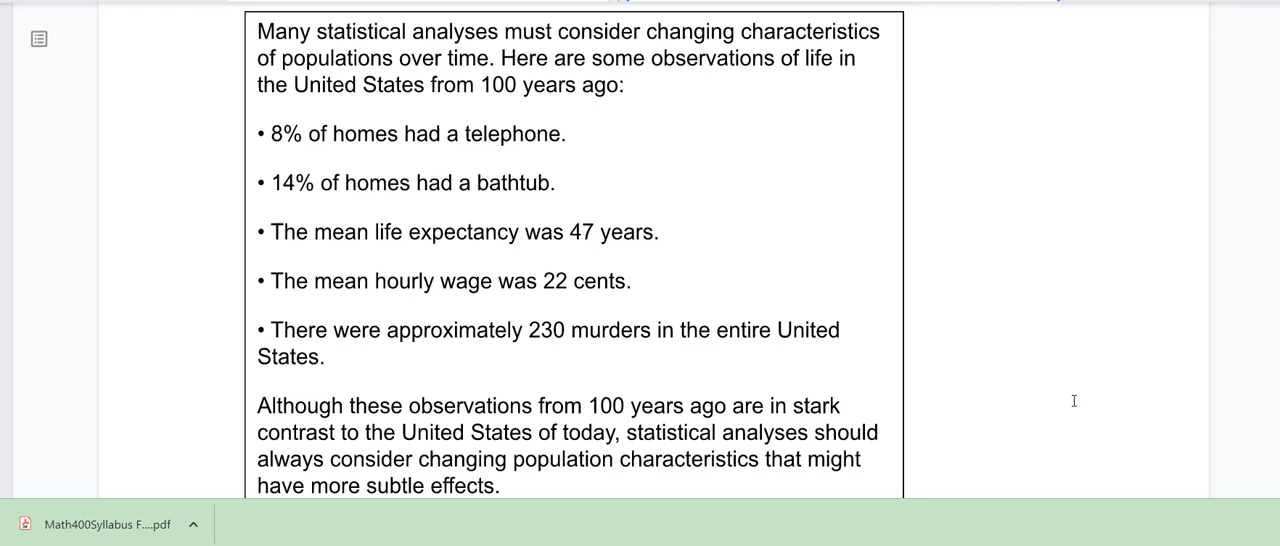 Many statistical analyses must consider changing characteristics
of populations over time. Here are some observations of life in
the United States from 100 years ago:
• 8% of homes had a telephone.
• 14% of homes had a bathtub.
• The mean life expectancy was 47 years.
• The mean hourly wage was 22 cents.
• There were approximately 230 murders in the entire United
States.
Although these observations from 100 years ago are in stark
contrast to the United States of today, statistical analyses should
always consider changing population characteristics that might
have more subtle effects.
Math400Syllabus F....pdf